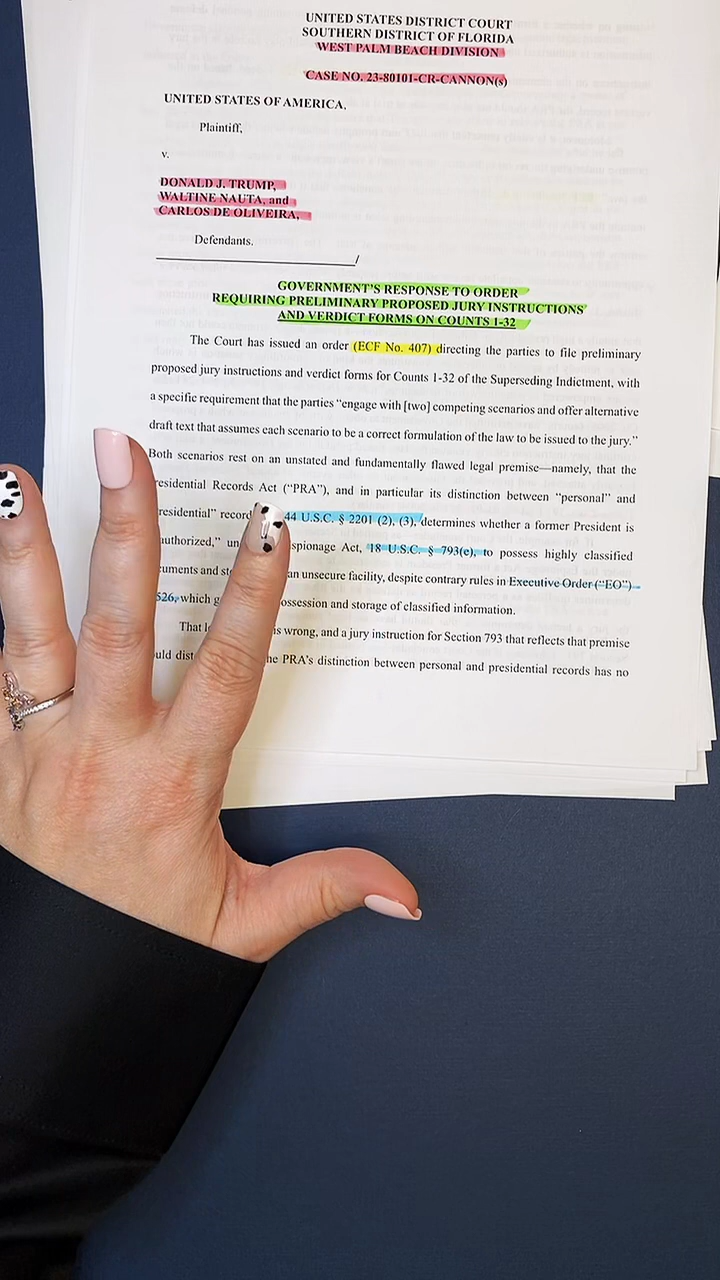 UNITED STATES DISTRICT COURT
SOUTHERN DISTRICT OF FLORIDA
WEST PALM BEACH DIVISION
CASE NO. 23-80101-CR-CANNON(s)
UNITED STATES OF AMERICA,
Plaintiff,
v.
DONALD J. TRUMP,
WALTINE NAUTA, and
CARLOS DE OLIVEIRA,
Defendants.
/
GOVERNMENT'S RESPONSE TO ORDER
REQUIRING PRELIMINARY PROPOSED JURY INSTRUCTIONS
AND VERDICT FORMS ON COUNTS 1-32
The Court has issued an order (ECF No. 407) directing the parties to file preliminary
proposed jury instructions and verdict forms for Counts 1-32 of the Superseding Indictment, with
a specific requirement that the parties "engage with [two] competing scenarios and offer alternative
draft text that assumes each scenario to be a correct formulation of the law to be issued to the jury."
Both scenarios rest on an unstated and fundamentally flawed legal premise—namely, that the
residential Records Act ("PRA"), and in particular its distinction between "personal" and
residential" record 44 U.S.C. § 2201 (2), (3), determines whether a former President is
authorized," un spionage Act, 18 U.S.C. § 793(e), to possess highly classified
cuments and sto an unsecure facility, despite contrary rules in Executive Order ("EO")
526, which g ossession and storage of classified information.
That l is wrong, and a jury instruction for Section 793 that reflects that premise
uld dist he PRA's distinction between personal and presidential records has no